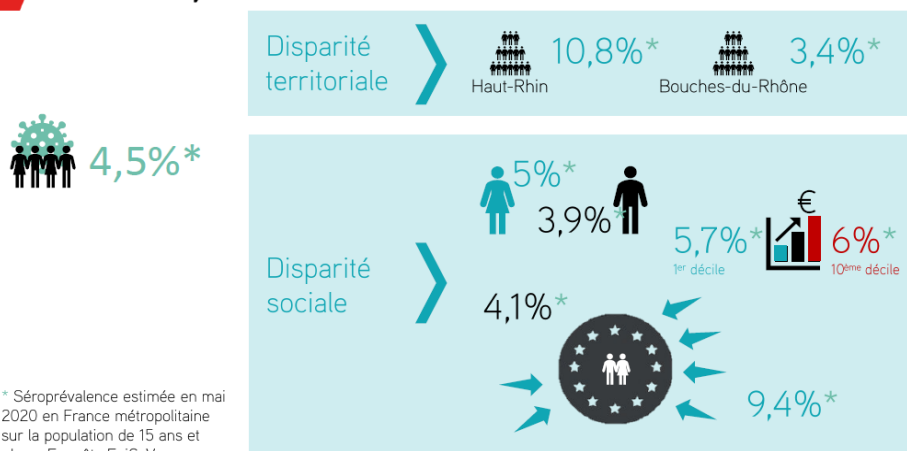 Disparité
territoriale
10,8%*
Haut-Rhin
3,4%*
Bouches-du-Rhône
4,5%*
Disparité
sociale
5%*
3,9%*
€
5,7%*
1er décile
6%*
10ème décile
4,1%*
9,4%*
* Séroprévalence estimée en mai
2020 en France métropolitaine
sur la population de 15 ans et